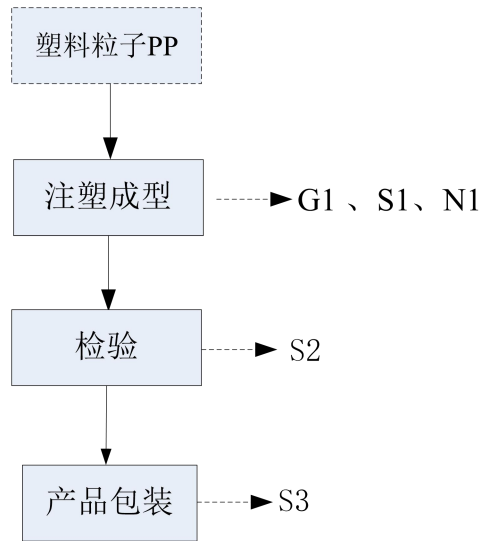 塑料粒子PP
注塑成型
G1 、S1、N1
检验
S2
产品包装
S3